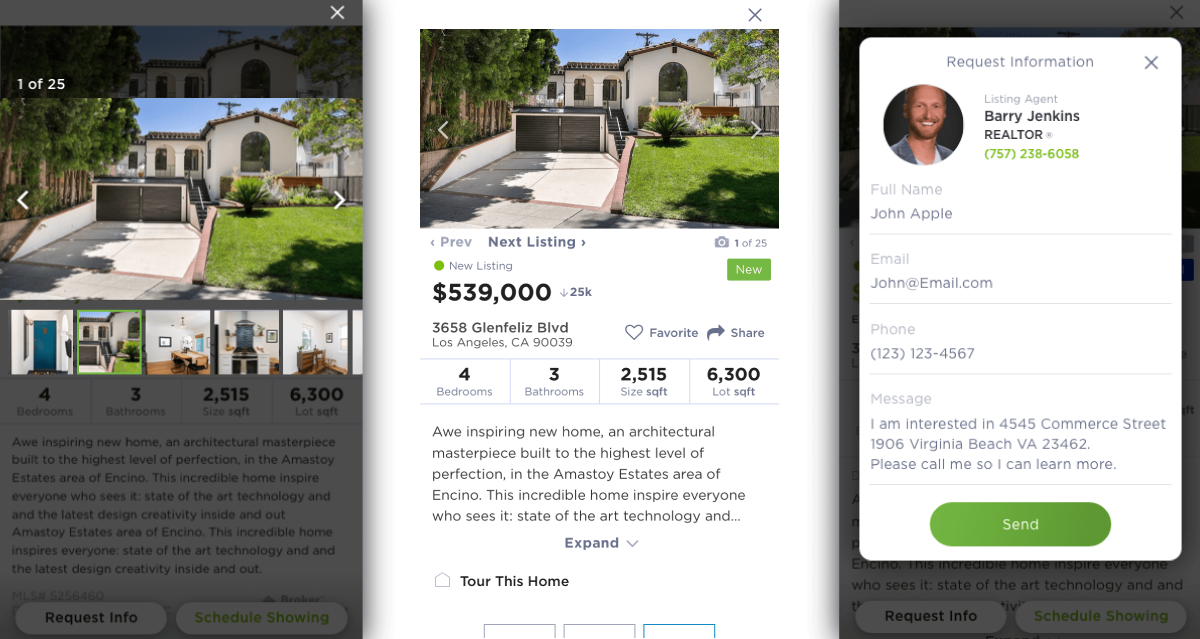 1 of 25
4
Bedrooms
3
Bathrooms
2,515
Size sqft
6,300
Lot sqft
Awe inspiring new home, an architectural masterpiece
built to the highest level of perfection, in the Amastoy
Estates area of Encino. This incredible home inspire
everyone who sees it: state of the art technology and
and the latest design creativity inside and out
Amastoy Estates area of Encino. This incredible home
inspires everyone: state of the art technology and and
the latest design creativity inside and out.
MLS# S256460
Broker
Request Info
Schedule Showing
‹ Prev
Next Listing ›
1 of 25
New Listing
New
$539,000
↓25k
3658 Glenfeliz Blvd
Los Angeles, CA 90039
Favorite
Share
4
Bedrooms
3
Bathrooms
2,515
Size sqft
6,300
Lot sqft
Awe inspiring new home, an architectural
masterpiece built to the highest level of
perfection, in the Amastoy Estates area of
Encino. This incredible home inspire everyone
who sees it: state of the art technology and...
Expand
Tour This Home
Request Information
Listing Agent
Barry Jenkins
REALTOR ®
(757) 238-6058
Full Name
John Apple
Email
John@Email.com
Phone
(123) 123-4567
Message
I am interested in 4545 Commerce Street
1906 Virginia Beach VA 23462.
Please call me so I can learn more.
Send
Encino. This incredible home inspire everyone
who sees it: state of the art technology and and
Request Info
Schedule Showing